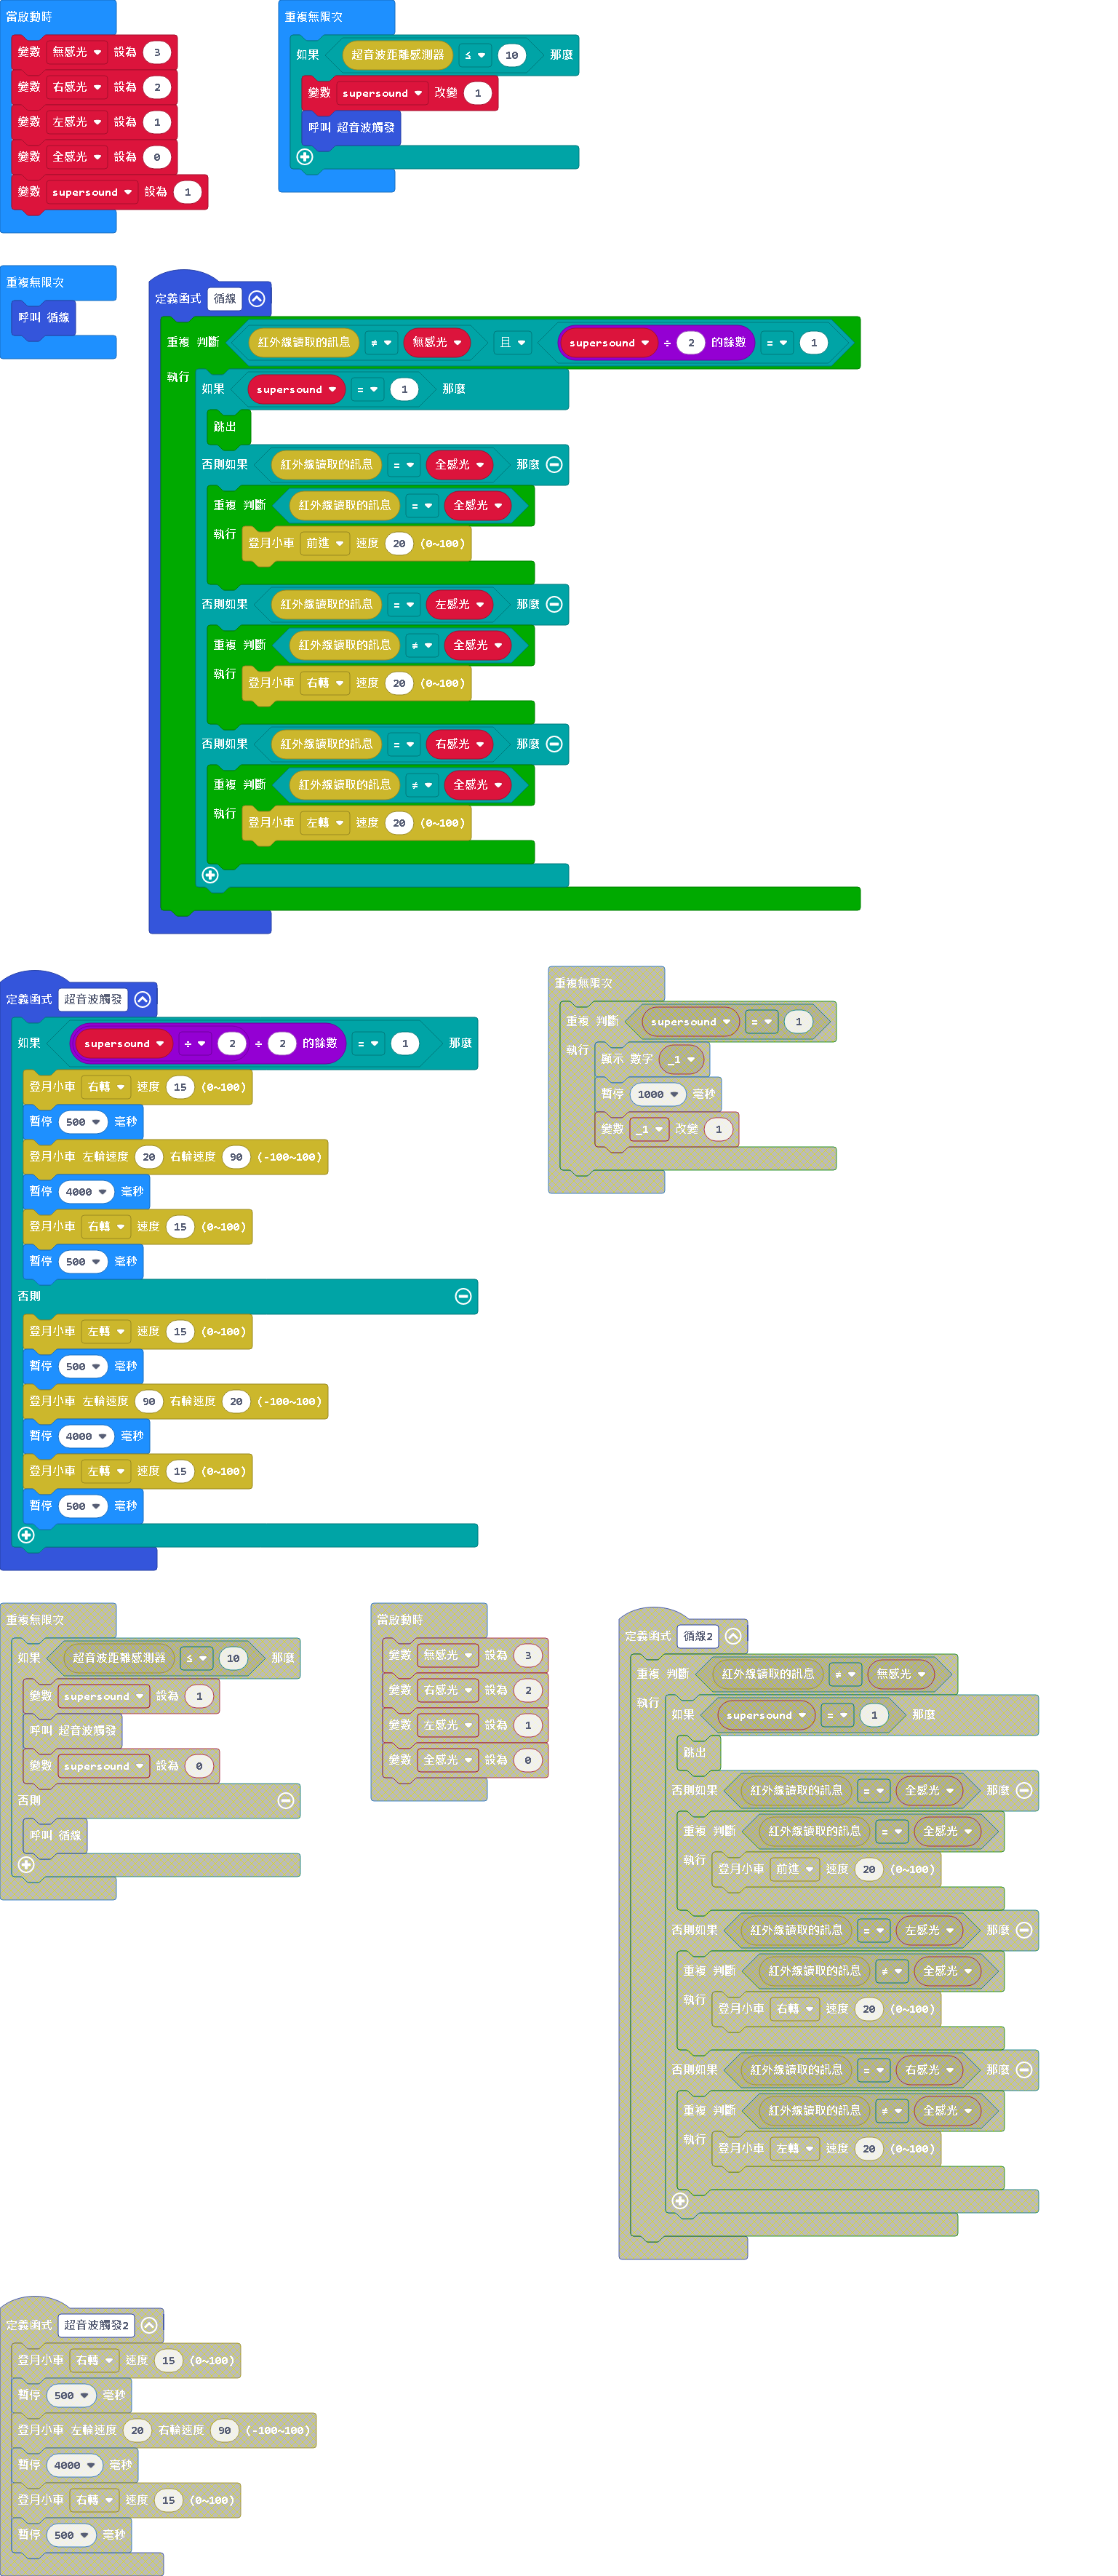 當啟動時
變數 無感光 設為 3
變數 右感光 設為 2
變數 左感光 設為 1
變數 全感光 設為 0
變數 supersound 設為 1
重複無限次
如果 超音波距離感測器 ≤ 10 那麼
變數 supersound 改變 1
呼叫 超音波觸發
重複無限次
呼叫 循線
定義函式 循線
重複 判斷 紅外線讀取的訊息 ≠ 無感光 且 supersound ÷ 2 的餘數 = 1
執行
如果 supersound = 1 那麼
跳出
否則如果 紅外線讀取的訊息 = 全感光 那麼
重複 判斷 紅外線讀取的訊息 = 全感光
執行
登月小車 前進 速度 20 (0~100)
否則如果 紅外線讀取的訊息 = 左感光 那麼
重複 判斷 紅外線讀取的訊息 ≠ 全感光
執行
登月小車 右轉 速度 20 (0~100)
否則如果 紅外線讀取的訊息 = 右感光 那麼
重複 判斷 紅外線讀取的訊息 ≠ 全感光
執行
登月小車 左轉 速度 20 (0~100)
定義函式 超音波觸發
如果 supersound ÷ 2 ÷ 2 的餘數 = 1 那麼
登月小車 右轉 速度 15 (0~100)
暫停 500 毫秒
登月小車 左輪速度 20 右輪速度 90 (-100~100)
暫停 4000 毫秒
登月小車 右轉 速度 15 (0~100)
暫停 500 毫秒
否則
登月小車 左轉 速度 15 (0~100)
暫停 500 毫秒
登月小車 左輪速度 90 右輪速度 20 (-100~100)
暫停 4000 毫秒
登月小車 左轉 速度 15 (0~100)
暫停 500 毫秒
重複無限次
重複 判斷 supersound = 1
執行
顯示 數字 _1
暫停 1000 毫秒
變數 _1 改變 1
重複無限次
如果 超音波距離感測器 ≤ 10 那麼
變數 supersound 設為 1
呼叫 超音波觸發
變數 supersound 設為 0
否則
呼叫 循線
當啟動時
變數 無感光 設為 3
變數 右感光 設為 2
變數 左感光 設為 1
變數 全感光 設為 0
定義函式 循線2
重複 判斷 紅外線讀取的訊息 ≠ 無感光
執行
如果 supersound = 1 那麼
跳出
否則如果 紅外線讀取的訊息 = 全感光 那麼
重複 判斷 紅外線讀取的訊息 = 全感光
執行
登月小車 前進 速度 20 (0~100)
否則如果 紅外線讀取的訊息 = 左感光 那麼
重複 判斷 紅外線讀取的訊息 ≠ 全感光
執行
登月小車 右轉 速度 20 (0~100)
否則如果 紅外線讀取的訊息 = 右感光 那麼
重複 判斷 紅外線讀取的訊息 ≠ 全感光
執行
登月小車 左轉 速度 20 (0~100)
定義函式 超音波觸發2
登月小車 右轉 速度 15 (0~100)
暫停 500 毫秒
登月小車 左輪速度 20 右輪速度 90 (-100~100)
暫停 4000 毫秒
登月小車 右轉 速度 15 (0~100)
暫停 500 毫秒